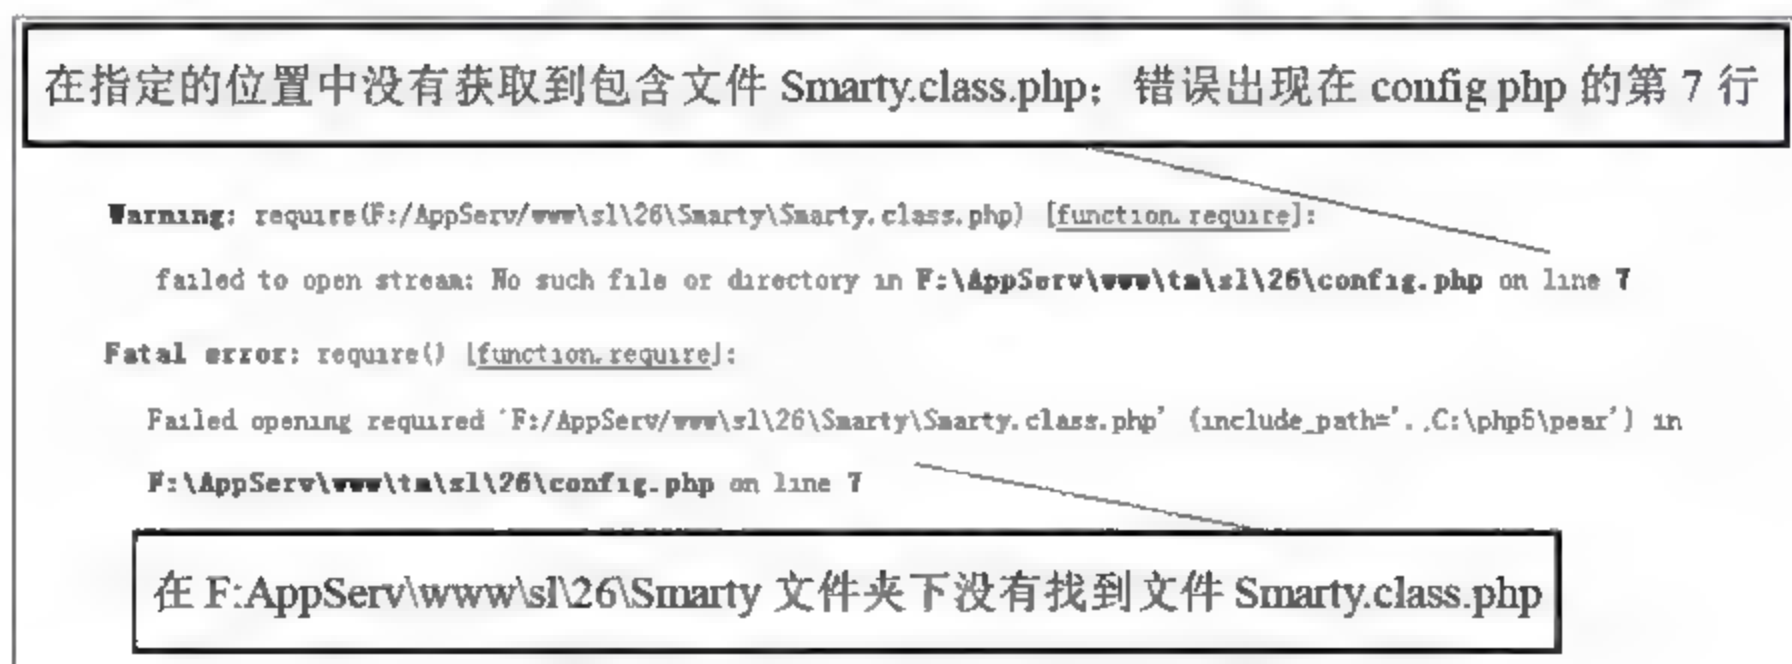 在指定的位置中没有获取到包含文件 Smarty.class.php；错误出现在 config php 的第 7 行
Warning: require(F:/AppServ/www\sl\26\Smarty\Smarty.class.php) [function.require]:
failed to open stream: No such file or directory in F:\AppServ\www\tm\sl\26\config.php on line 7
Fatal error: require() [function.require]:
Failed opening required 'F:/AppServ/www\sl\26\Smarty\Smarty.class.php' (include_path='.;C:\php5\pear') in
F:\AppServ\www\tm\sl\26\config.php on line 7
在 F:AppServ\www\sl\26\Smarty 文件夹下没有找到文件 Smarty.class.php